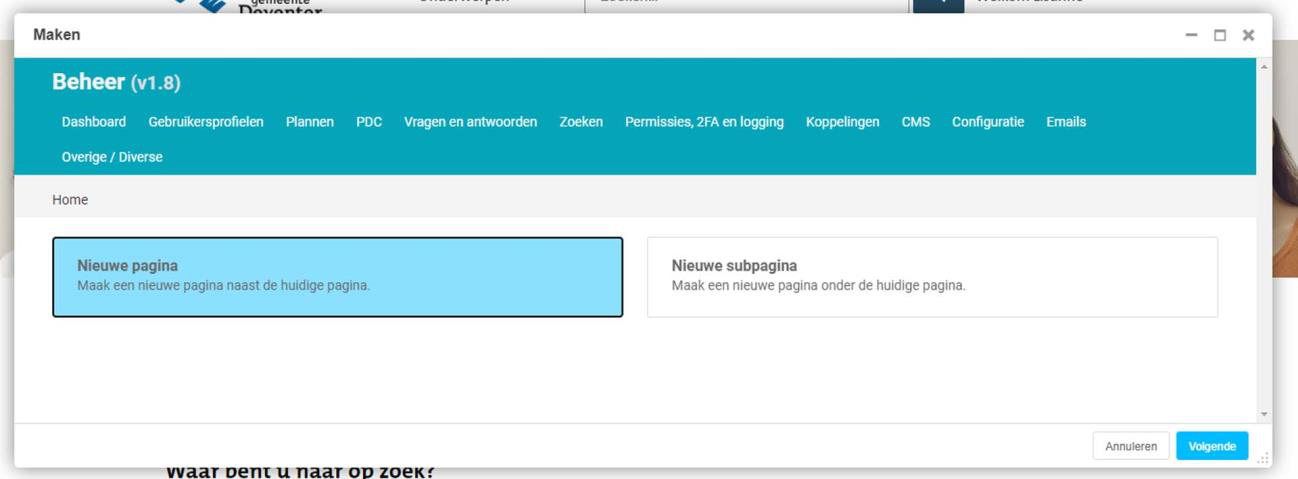 gemeente
Deventer
Maken
Beheer (v1.8)
Dashboard Gebruikersprofielen Plannen PDC Vragen en antwoorden Zoeken Permissies, 2FA en logging Koppelingen CMS Configuratie Emails
Overige / Diverse
Home
Nieuwe pagina
Maak een nieuwe pagina naast de huidige pagina.
Nieuwe subpagina
Maak een nieuwe pagina onder de huidige pagina.
Annuleren Volgende
Waar bent u naar op zoek?